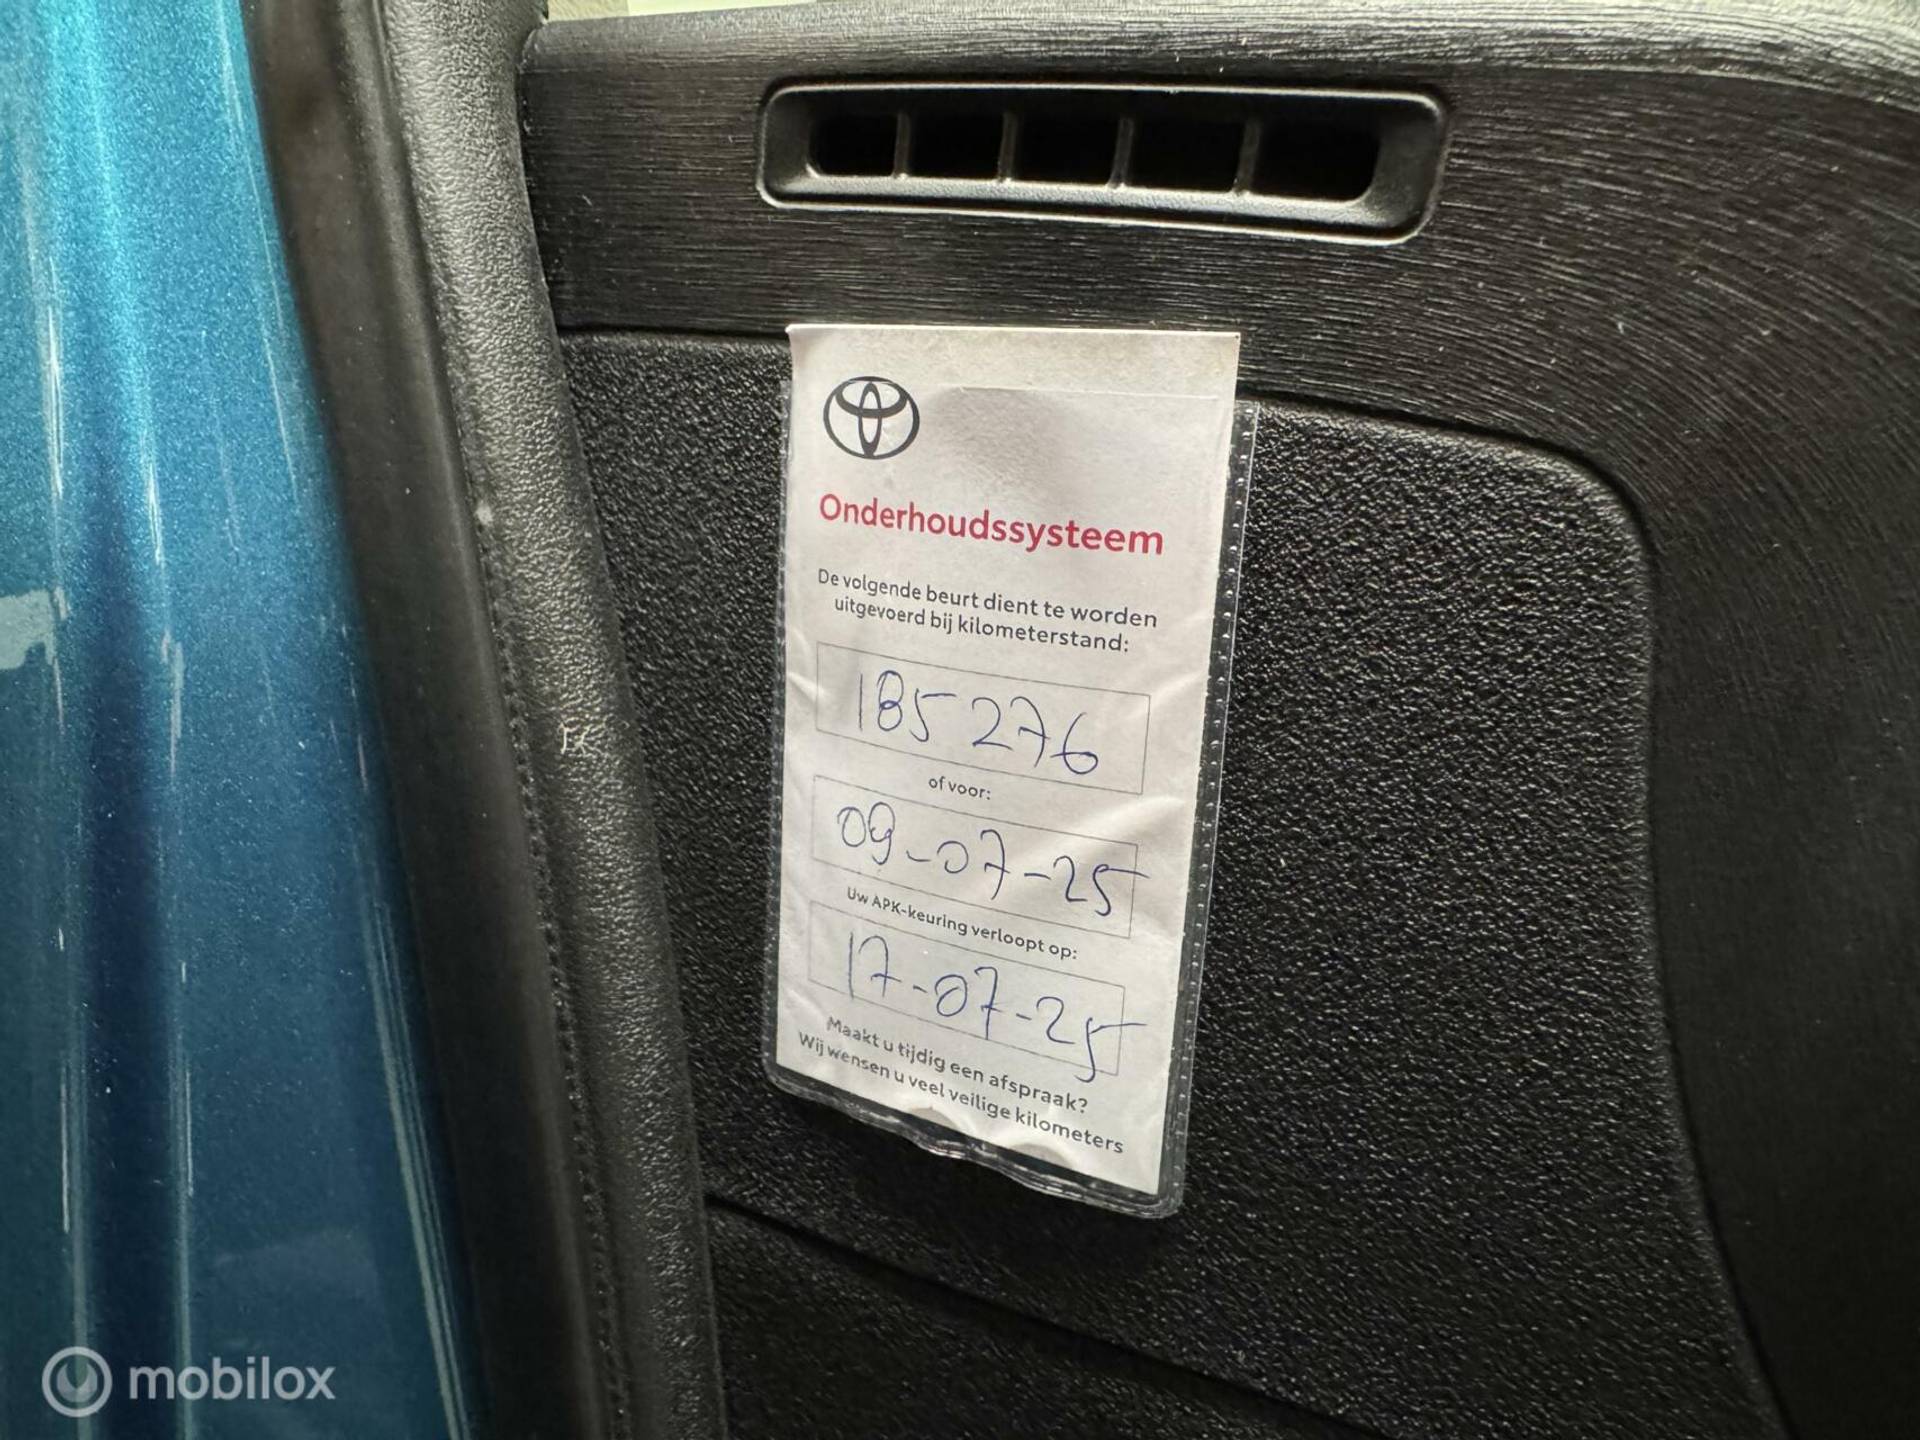 Onderhoudssysteem
De volgende beurt dient te worden
uitgevoerd bij kilometerstand:
185276
of voor:
09-07-25
Uw APK-keuring verloopt op:
17-07-25
Maakt u tijdig een afspraak?
Wij wensen u veel veilige kilometers
mobilox